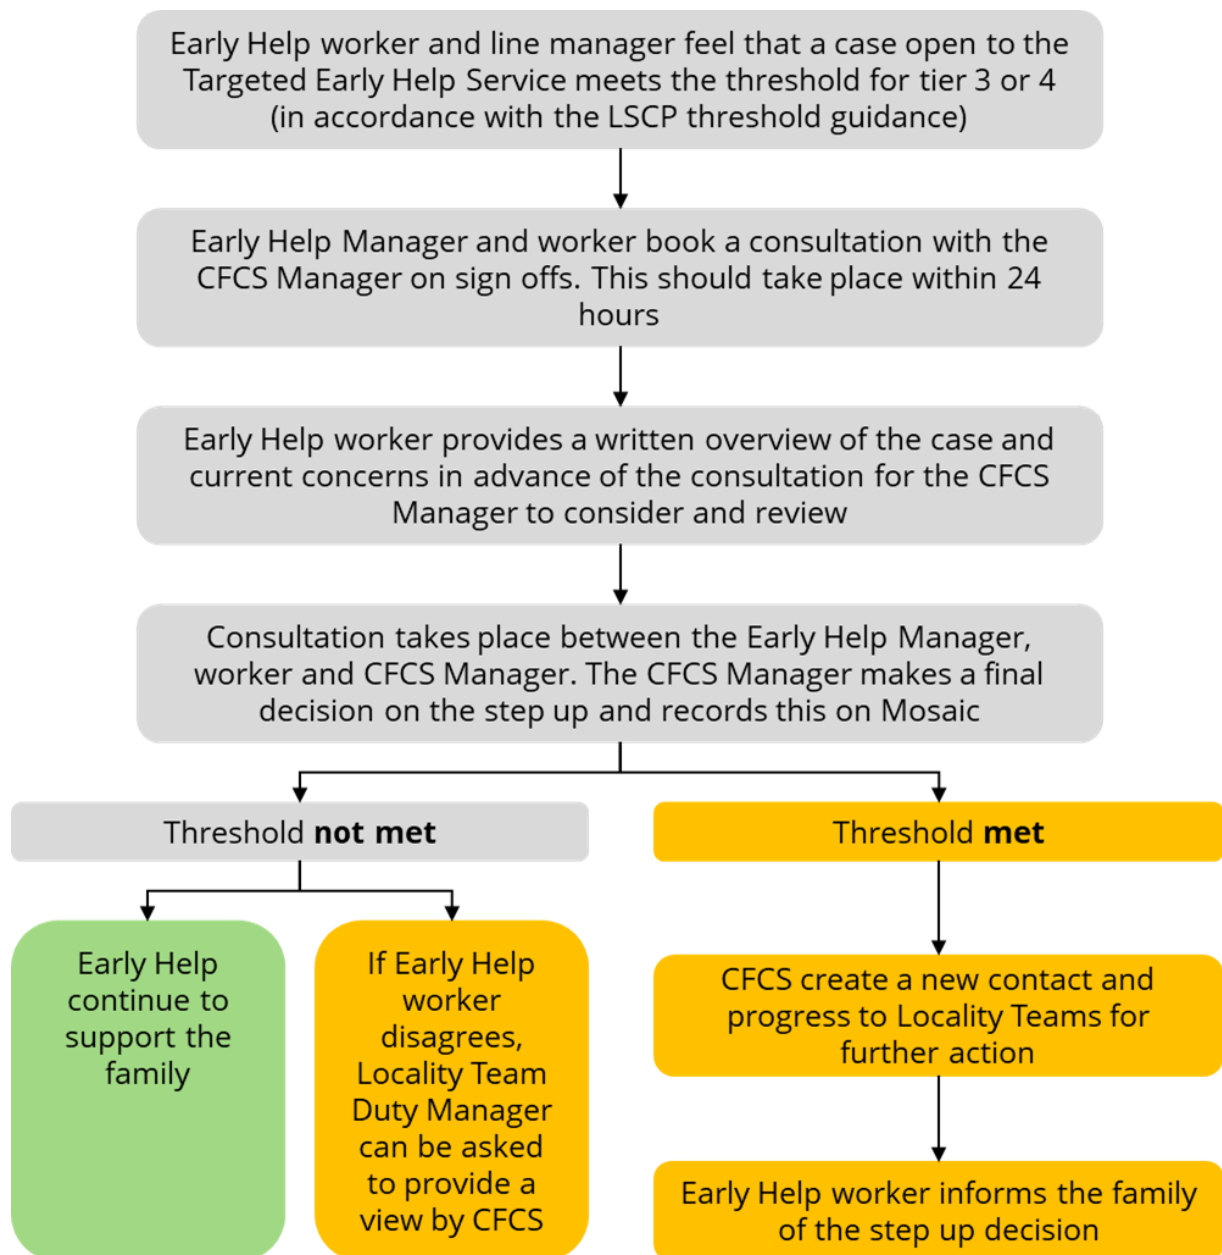 Early Help worker and line manager feel that a case open to the
Targeted Early Help Service meets the threshold for tier 3 or 4
(in accordance with the LSCP threshold guidance)
Early Help Manager and worker book a consultation with the
CFCS Manager on sign offs. This should take place within 24
hours
Early Help worker provides a written overview of the case and
current concerns in advance of the consultation for the CFCS
Manager to consider and review
Consultation takes place between the Early Help Manager,
worker and CFCS Manager. The CFCS Manager makes a final
decision on the step up and records this on Mosaic
Threshold not met
Early Help
continue to
support the
family
If Early Help
worker
disagrees,
Locality Team
Duty Manager
can be asked
to provide a
view by CFCS
Threshold met
CFCS create a new contact and
progress to Locality Teams for
further action
Early Help worker informs the family
of the step up decision